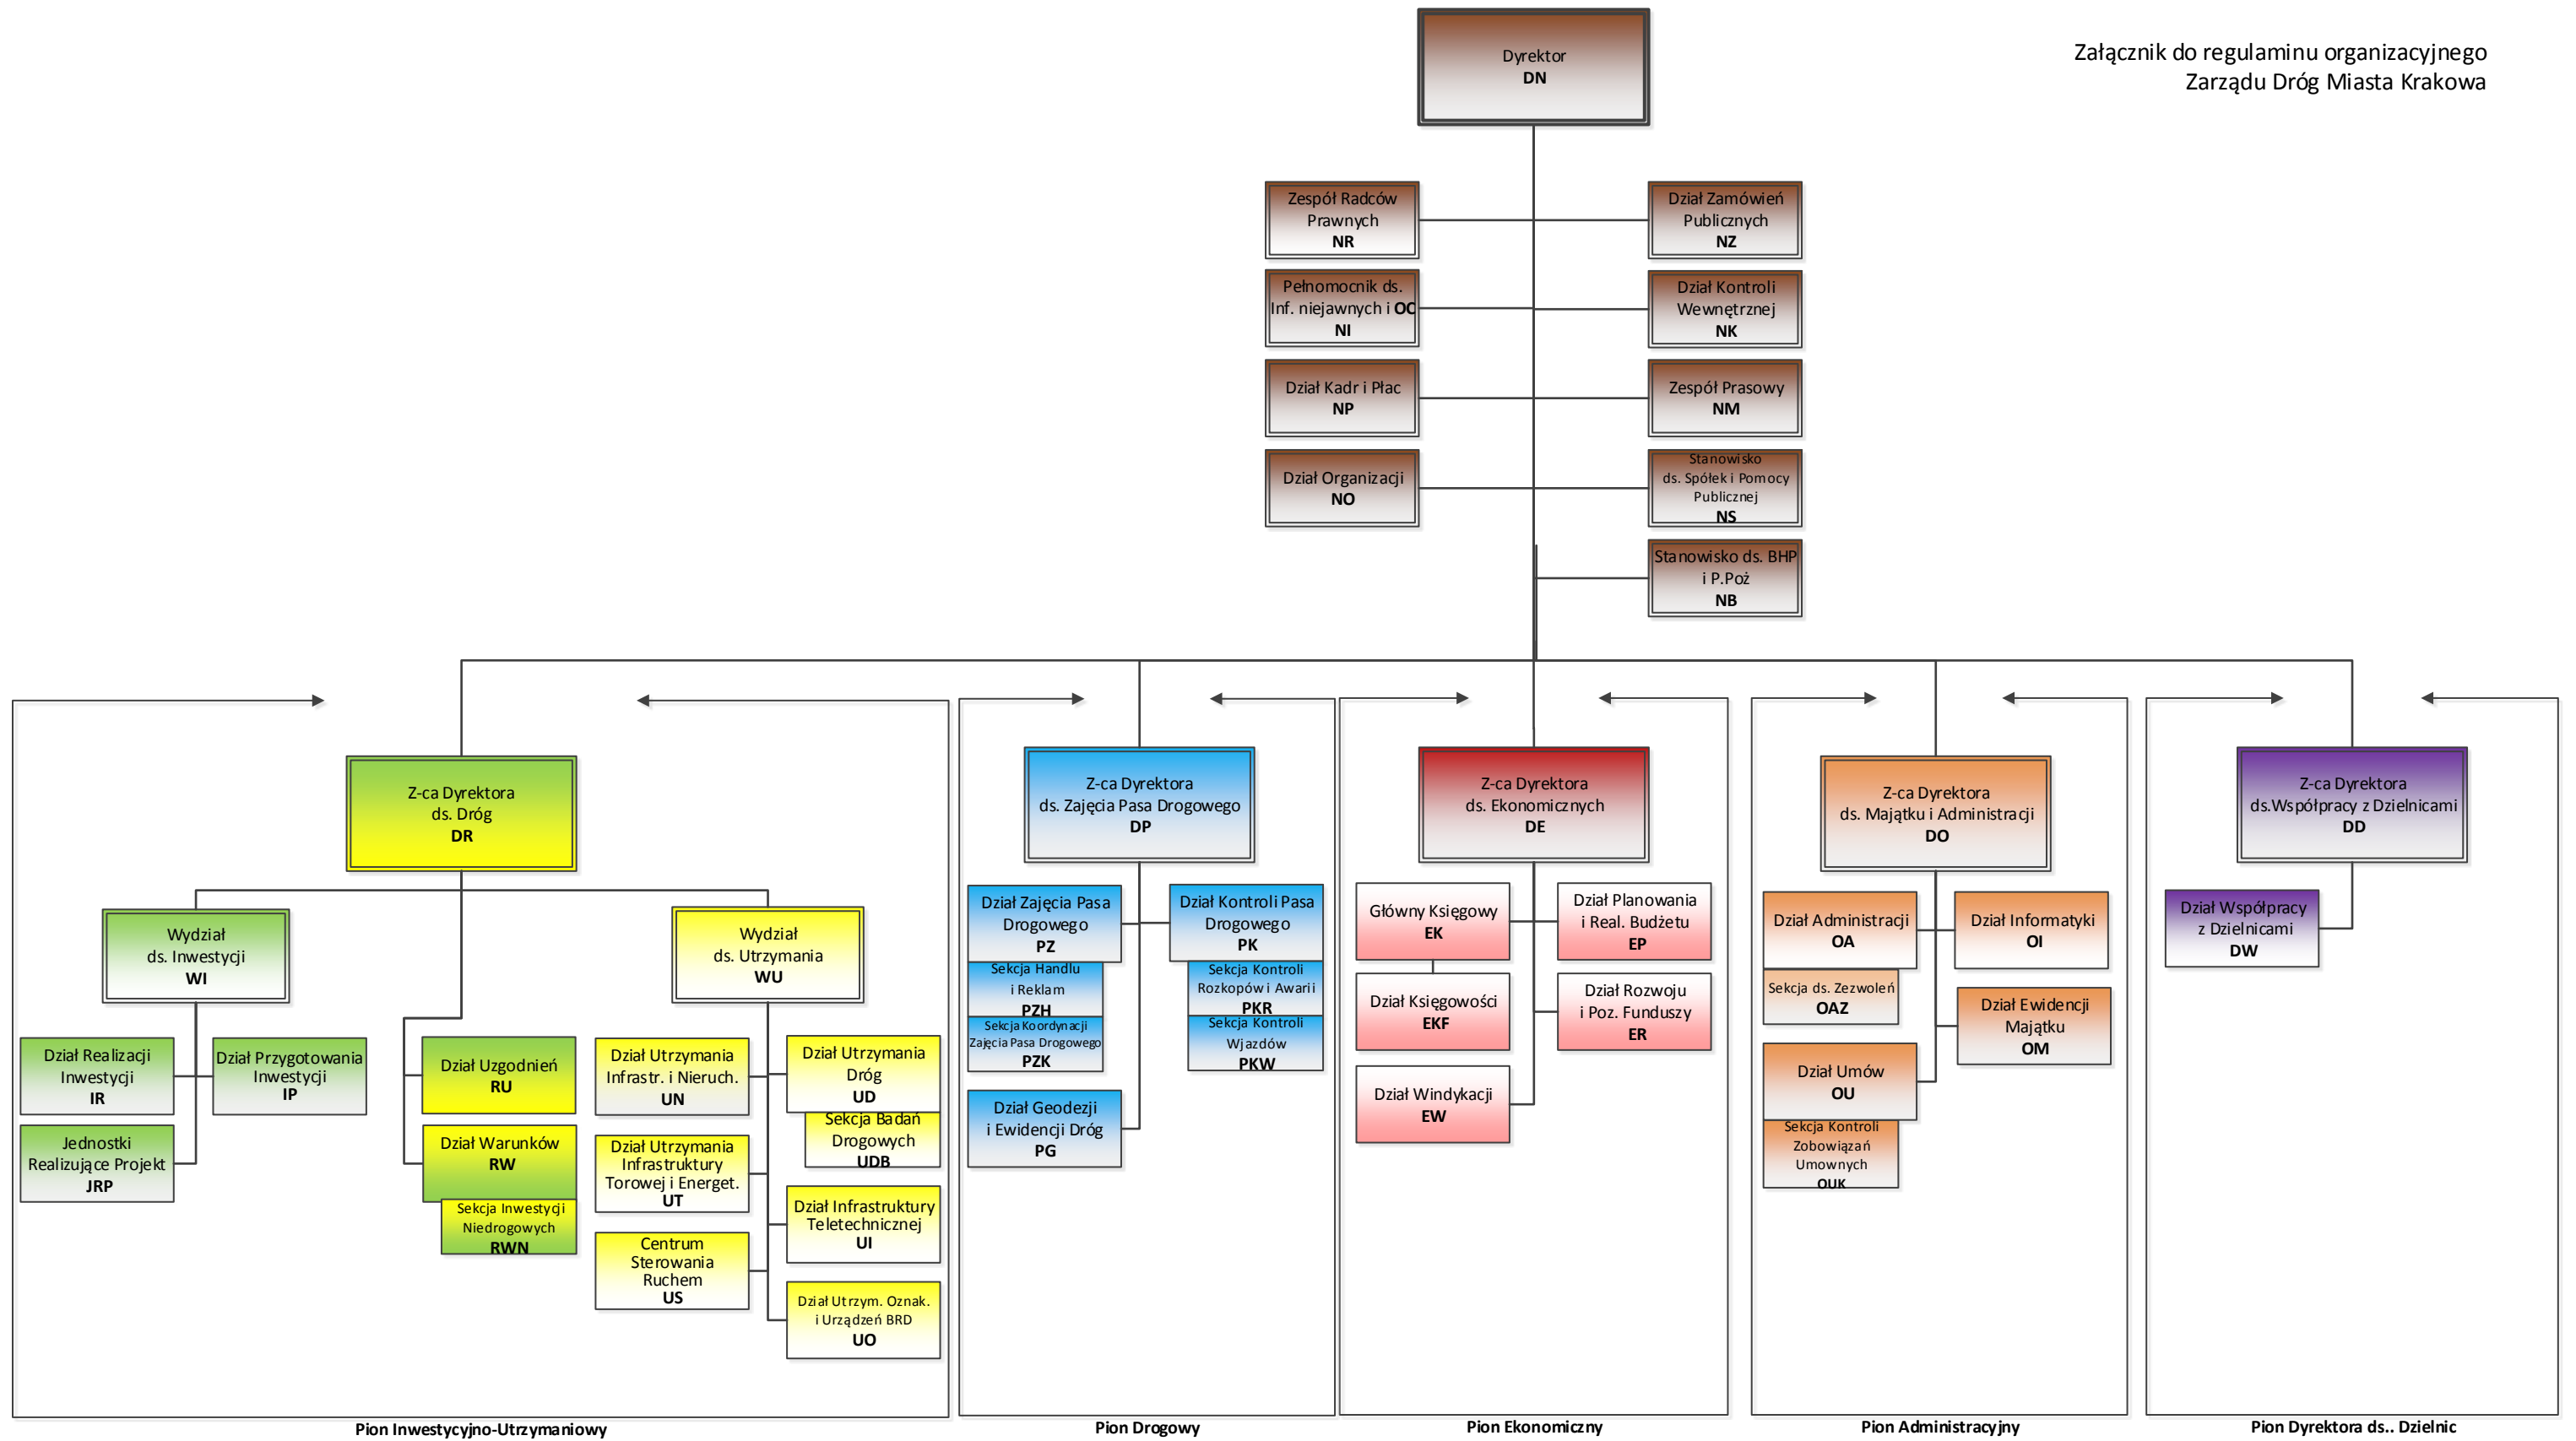 Załącznik do regulaminu organizacyjnego
Zarządu Dróg Miasta Krakowa
Dyrektor
DN
Zespół Radców
Prawnych
NR
Dział Zamówień
Publicznych
NZ
Pełnomocnik ds.
Inf. niejawnych i OC
NI
Dział Kontroli
Wewnętrznej
NK
Dział Kadr i Płac
NP
Zespół Prasowy
NM
Dział Organizacji
NO
Stanowisko
ds. Spółek i Pomocy
Publicznej
NS
Stanowisko ds. BHP
i P.Poż
NB
Z-ca Dyrektora
ds. Dróg
DR
Wydział
ds. Inwestycji
WI
Dział Realizacji
Inwestycji
IR
Dział Przygotowania
Inwestycji
IP
Jednostki
Realizujące Projekt
JRP
Dział Uzgodnień
RU
Dział Warunków
RW
Sekcja Inwestycji
Niedrogowych
RWN
Wydział
ds. Utrzymania
WU
Dział Utrzymania
Infrastr. i Nieruch.
UN
Dział Utrzymania
Dróg
UD
Sekcja Badań
Drogowych
UDB
Dział Utrzymania
Infrastruktury
Torowej i Energet.
UT
Dział Infrastruktury
Teletechnicznej
UI
Centrum
Sterowania
Ruchem
US
Dział Utrzym. Oznak.
i Urządzeń BRD
UO
Pion Inwestycyjno-Utrzymaniowy
Z-ca Dyrektora
ds. Zajęcia Pasa Drogowego
DP
Dział Zajęcia Pasa
Drogowego
PZ
Sekcja Handlu
i Reklam
PZH
Sekcja Koordynacji
Zajęcia Pasa Drogowego
PZK
Dział Kontroli Pasa
Drogowego
PK
Sekcja Kontroli
Rozkopów i Awarii
PKR
Sekcja Kontroli
Wjazdów
PKW
Dział Geodezji
i Ewidencji Dróg
PG
Pion Drogowy
Z-ca Dyrektora
ds. Ekonomicznych
DE
Główny Księgowy
EK
Dział Planowania
i Real. Budżetu
EP
Dział Księgowości
EKF
Dział Rozwoju
i Poz. Funduszy
ER
Dział Windykacji
EW
Pion Ekonomiczny
Z-ca Dyrektora
ds. Majątku i Administracji
DO
Dział Administracji
OA
Sekcja ds. Zezwoleń
OAZ
Dział Informatyki
OI
Dział Ewidencji
Majątku
OM
Dział Umów
OU
Sekcja Kontroli
Zobowiązań
Umownych
OUK
Pion Administracyjny
Z-ca Dyrektora
ds.Współpracy z Dzielnicami
DD
Dział Współpracy
z Dzielnicami
DW
Pion Dyrektora ds.. Dzielnic